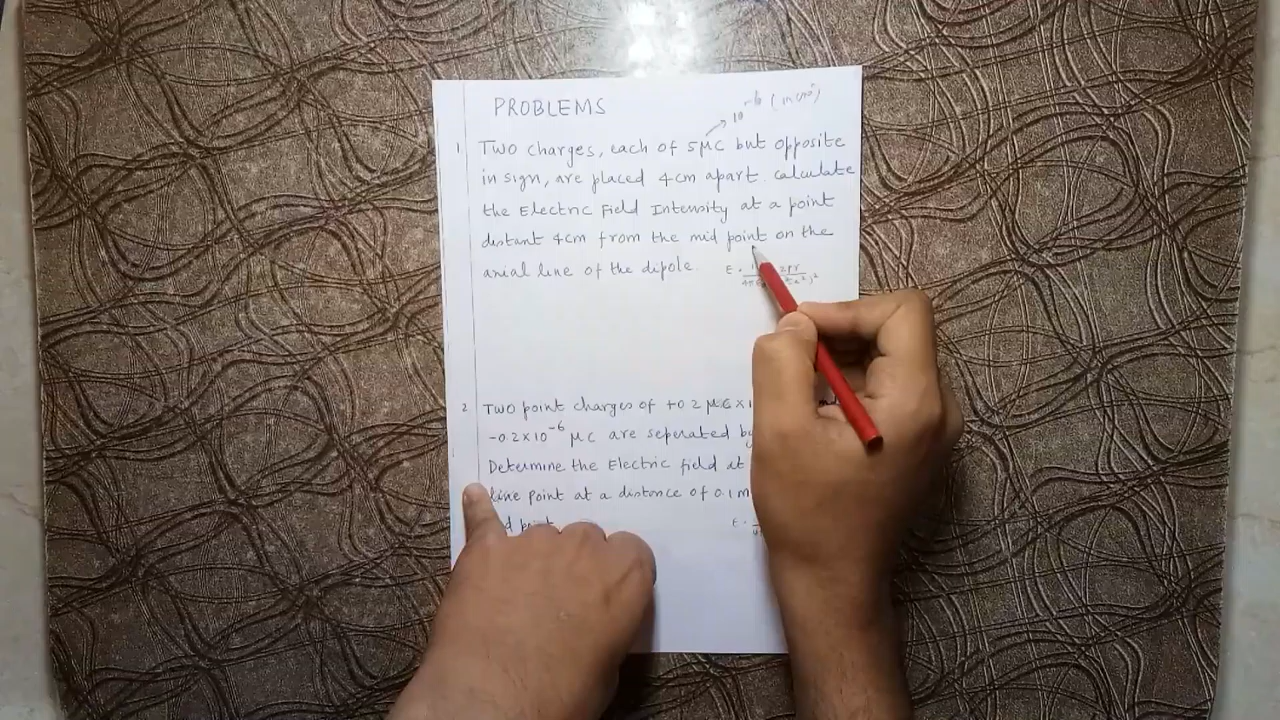 PROBLEMS
10⁻⁶ (micro)
1 Two charges, each of 5μC but opposite
in sign, are placed 4cm apart. calculate
the Electric Field Intensity at a point
distant 4cm from the mid point on the
axial line of the dipole.
2 Two point charges of +0.2 μC ×
-0.2×10⁻⁶ μc are seperated by
Determine the Electric field at
line point at a distance of 0.1m
point